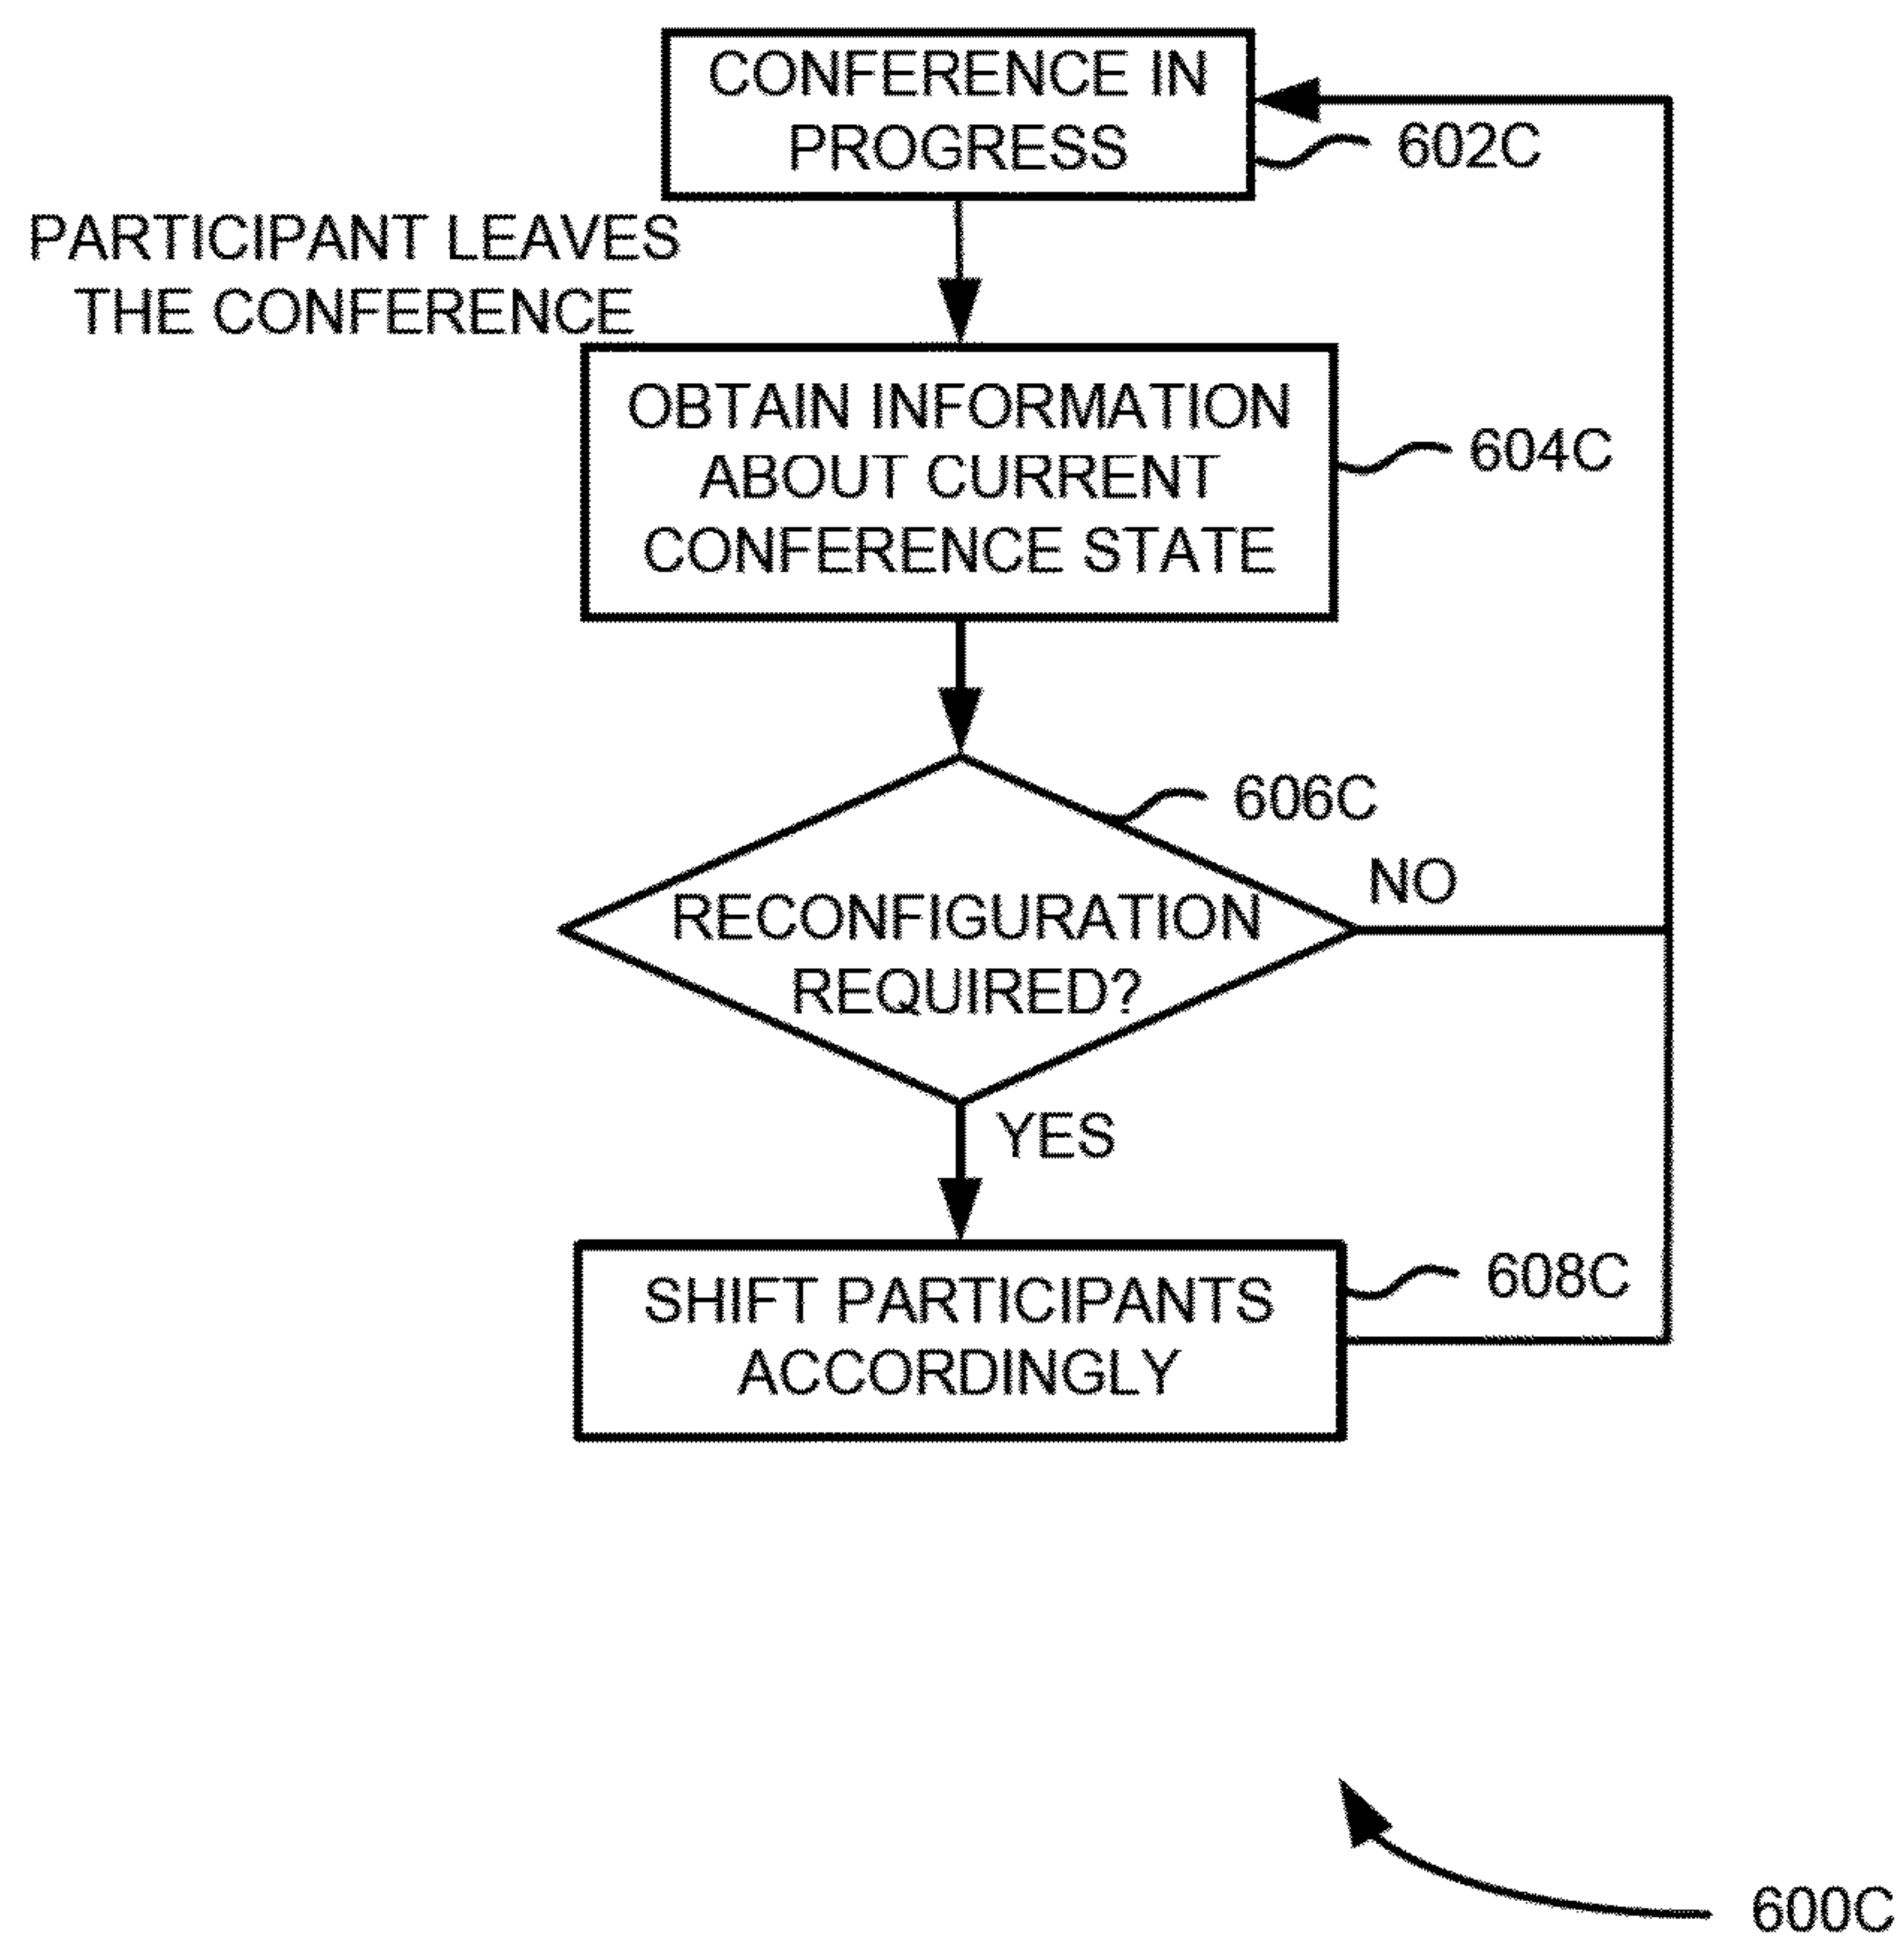 CONFERENCE IN
PROGRESS
602C
PARTICIPANT LEAVES
THE CONFERENCE
OBTAIN INFORMATION
ABOUT CURRENT
CONFERENCE STATE
604C
606C
NO
RECONFIGURATION
REQUIRED?
YES
608C
SHIFT PARTICIPANTS
ACCORDINGLY
600C